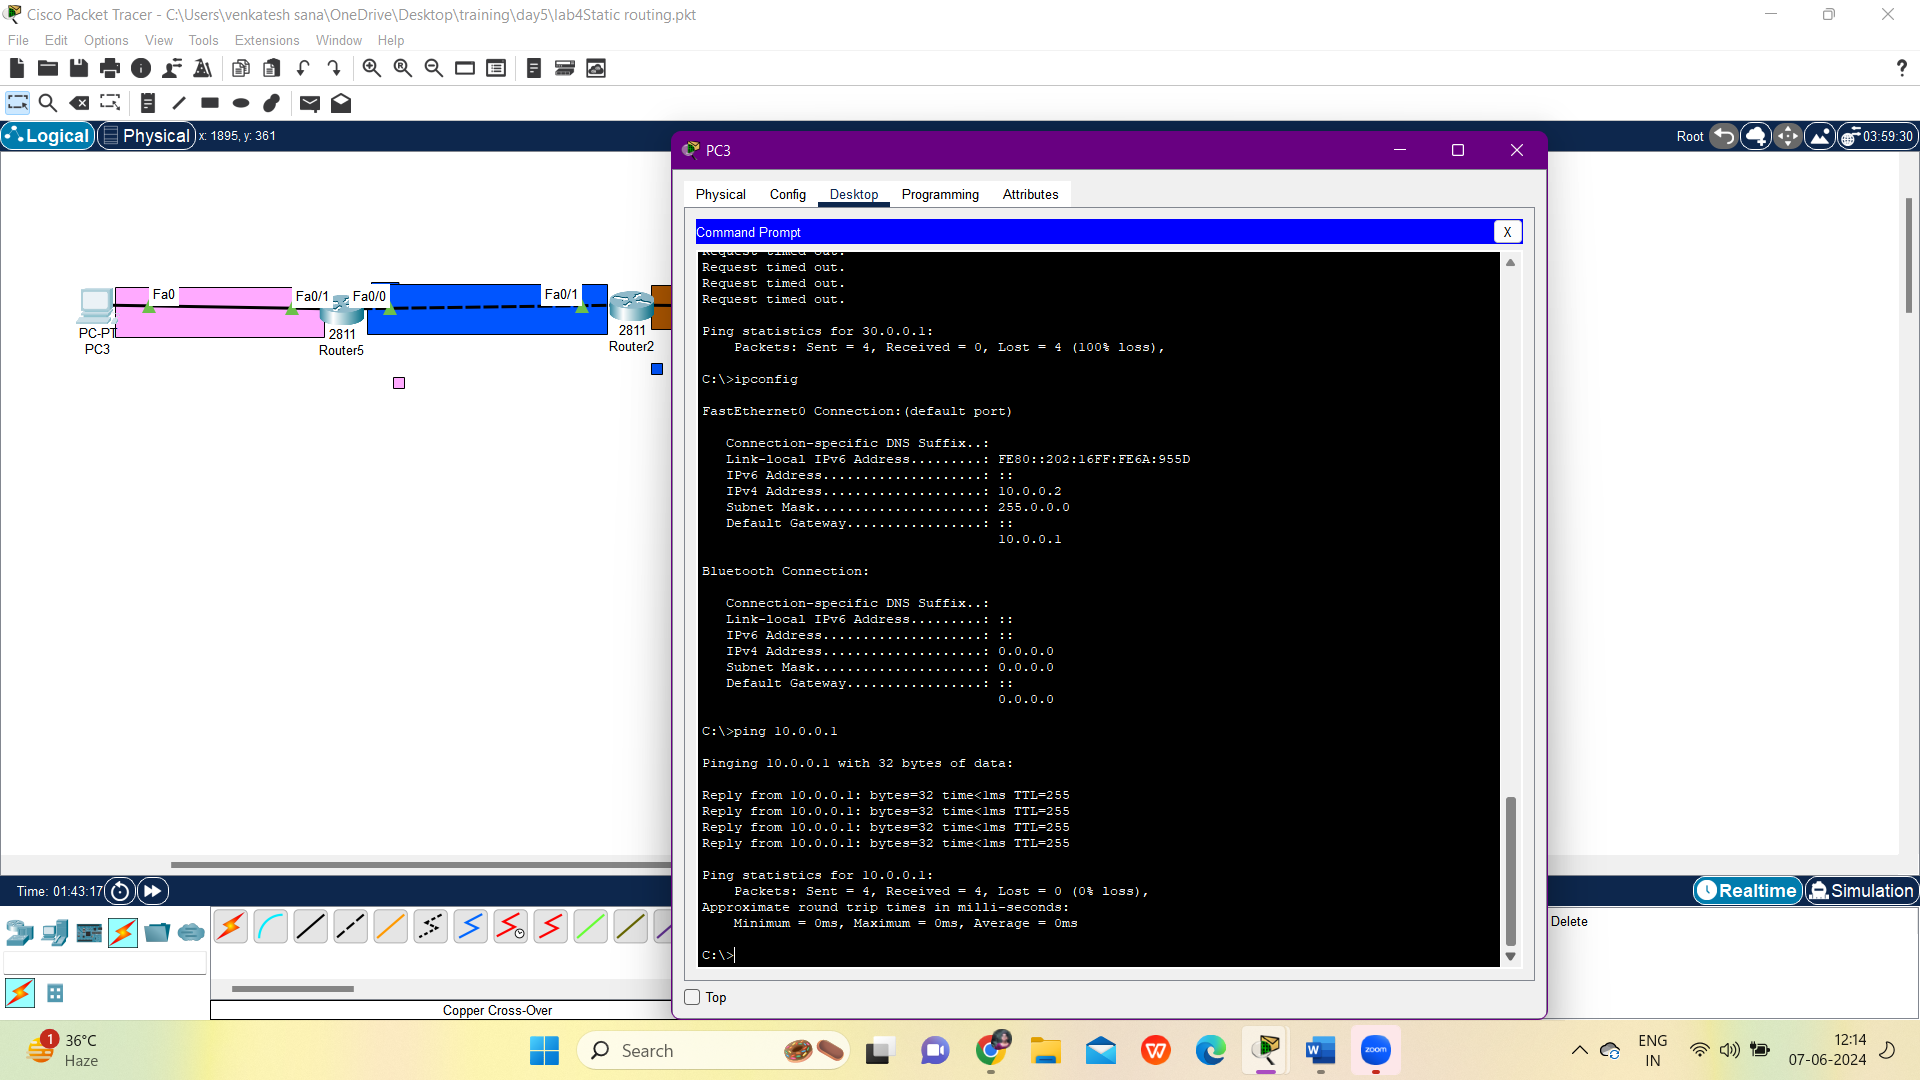 Cisco Packet Tracer - C:\Users\venkatesh sana\OneDrive\Desktop\training\day5\lab4Static routing.pkt
File Edit Options View Tools Extensions Window Help
?
Logical Physical x: 1895, y: 361
Root 03:59:30
PC3
Physical Config Desktop Programming Attributes
Command Prompt X
Request timed out.
Request timed out.
Request timed out.
Request timed out.
Ping statistics for 30.0.0.1:
Packets: Sent = 4, Received = 0, Lost = 4 (100% loss),
C:\>ipconfig
FastEthernet0 Connection:(default port)
Connection-specific DNS Suffix..:
Link-local IPv6 Address.........: FE80::202:16FF:FE6A:955D
IPv6 Address....................: ::
IPv4 Address....................: 10.0.0.2
Subnet Mask.....................: 255.0.0.0
Default Gateway.................: ::
10.0.0.1
Bluetooth Connection:
Connection-specific DNS Suffix..:
Link-local IPv6 Address.........: ::
IPv6 Address....................: ::
IPv4 Address....................: 0.0.0.0
Subnet Mask.....................: 0.0.0.0
Default Gateway.................: ::
0.0.0.0
C:\>ping 10.0.0.1
Pinging 10.0.0.1 with 32 bytes of data:
Reply from 10.0.0.1: bytes=32 time<1ms TTL=255
Reply from 10.0.0.1: bytes=32 time<1ms TTL=255
Reply from 10.0.0.1: bytes=32 time<1ms TTL=255
Reply from 10.0.0.1: bytes=32 time<1ms TTL=255
Ping statistics for 10.0.0.1:
Packets: Sent = 4, Received = 4, Lost = 0 (0% loss),
Approximate round trip times in milli-seconds:
Minimum = 0ms, Maximum = 0ms, Average = 0ms
C:\>
Top
Fa0 Fa0/1 Fa0/0 Fa0/1
PC-PT
PC3
2811
Router5
2811
Router2
Time: 01:43:17
Realtime Simulation
Delete
Copper Cross-Over
1
36°C
Haze
Search
zoom
ENG
IN
12:14
07-06-2024